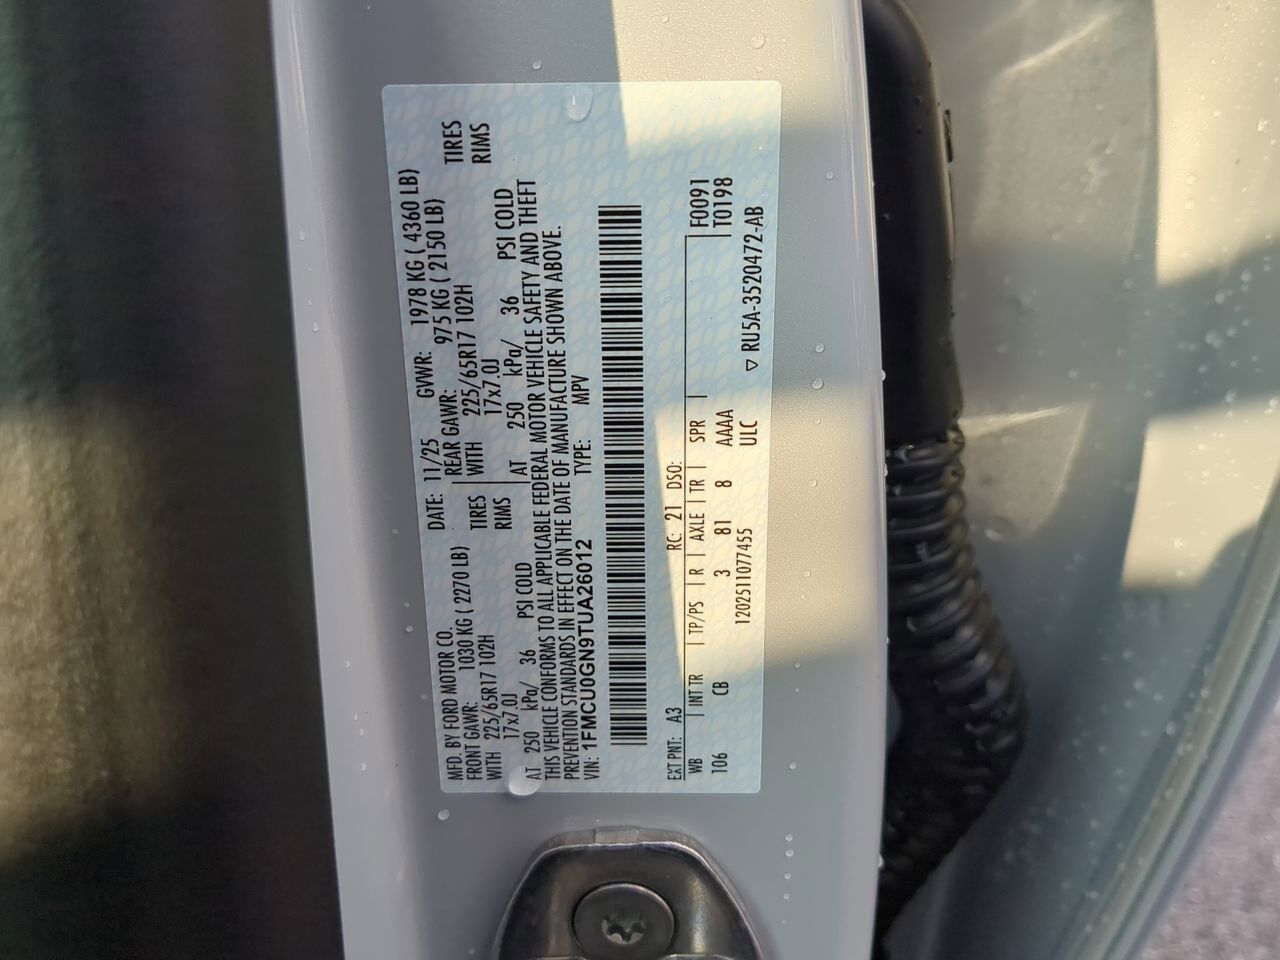 MFD. BY FORD MOTOR CO. DATE: 11/25 GVWR: 1978 KG ( 4360 LB)
FRONT GAWR: 1030 KG ( 2270 LB) REAR GAWR: 975 KG ( 2150 LB)
WITH 225/65R17 102H TIRES WITH 225/65R17 102H TIRES
17x7.0J RIMS 17x7.0J RIMS
AT 250 kPa/ 36 PSI COLD AT 250 kPa/ 36 PSI COLD
THIS VEHICLE CONFORMS TO ALL APPLICABLE FEDERAL MOTOR VEHICLE SAFETY AND THEFT
PREVENTION STANDARDS IN EFFECT ON THE DATE OF MANUFACTURE SHOWN ABOVE.
VIN: 1FMCU0GN9TUA26012 TYPE: MPV
EXT PNT: A3 RC: 21 DSO:
WB | INT TR | TP/PS | R | AXLE | TR | SPR | F0091
106 CB 3 81 8 AAAA T0198
1202511077455 ULC ▽ RU5A-3520472-AB